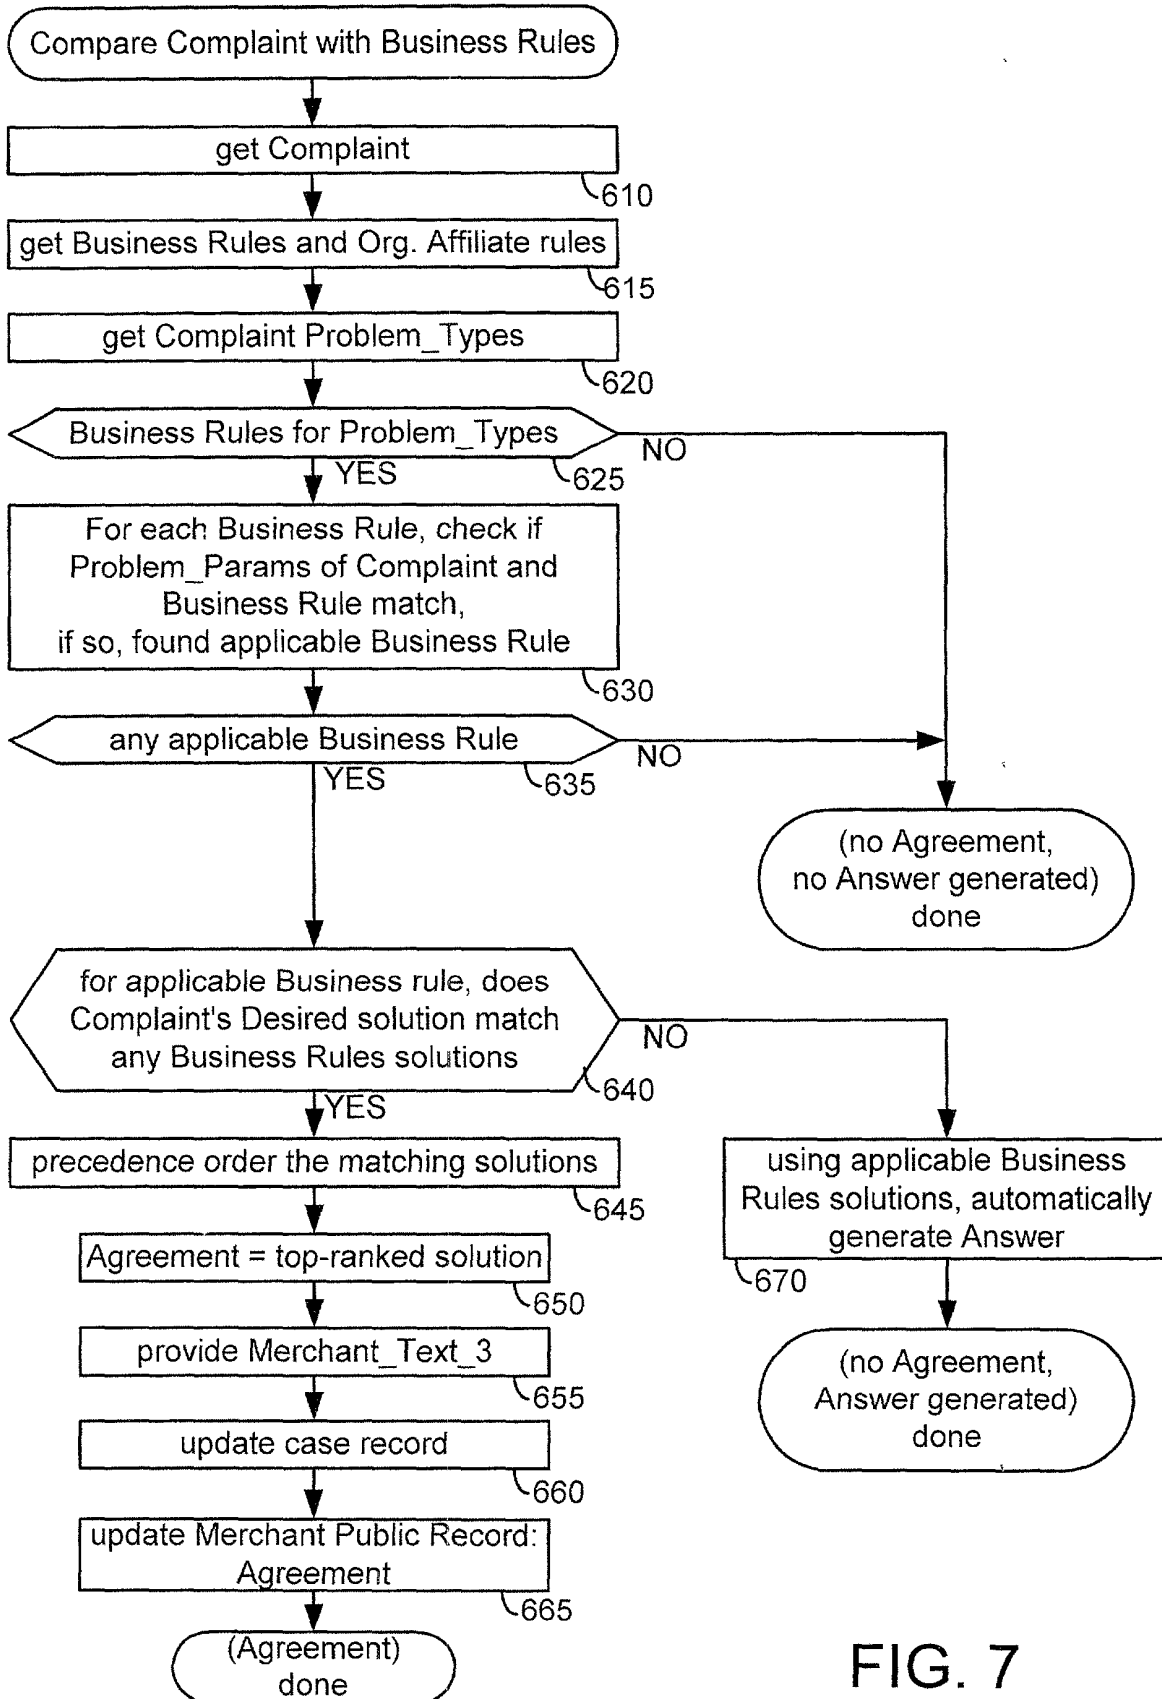 Compare Complaint with Business Rules
get Complaint
610
get Business Rules and Org. Affiliate rules
615
get Complaint Problem_Types
620
Business Rules for Problem_Types
NO
YES
625
For each Business Rule, check if
Problem_Params of Complaint and
Business Rule match,
if so, found applicable Business Rule
630
any applicable Business Rule
NO
YES
635
(no Agreement,
no Answer generated)
done
for applicable Business rule, does
Complaint's Desired solution match
any Business Rules solutions
NO
640
YES
precedence order the matching solutions
645
using applicable Business
Rules solutions, automatically
generate Answer
670
Agreement = top-ranked solution
650
provide Merchant_Text_3
655
(no Agreement,
Answer generated)
done
update case record
660
update Merchant Public Record:
Agreement
665
(Agreement)
done
FIG. 7